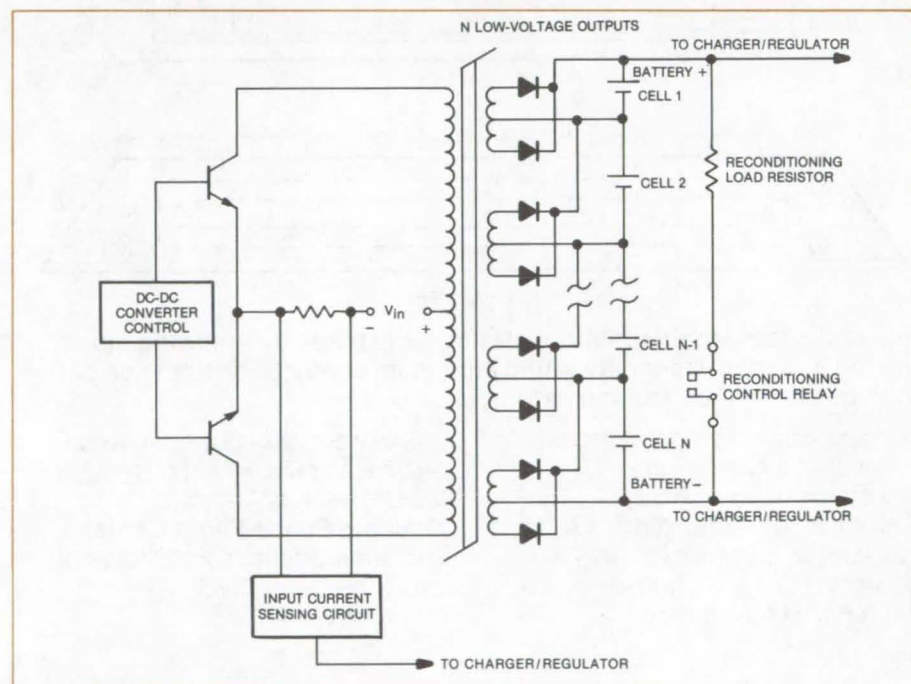 N LOW-VOLTAGE OUTPUTS
TO CHARGER/REGULATOR
BATTERY +
CELL 1
CELL 2
RECONDITIONING
LOAD RESISTOR
DC-DC
CONVERTER
CONTROL
Vin
−
+
CELL N-1
RECONDITIONING
CONTROL RELAY
CELL N
BATTERY−
TO CHARGER/REGULATOR
INPUT CURRENT
SENSING CIRCUIT
TO CHARGER/REGULATOR